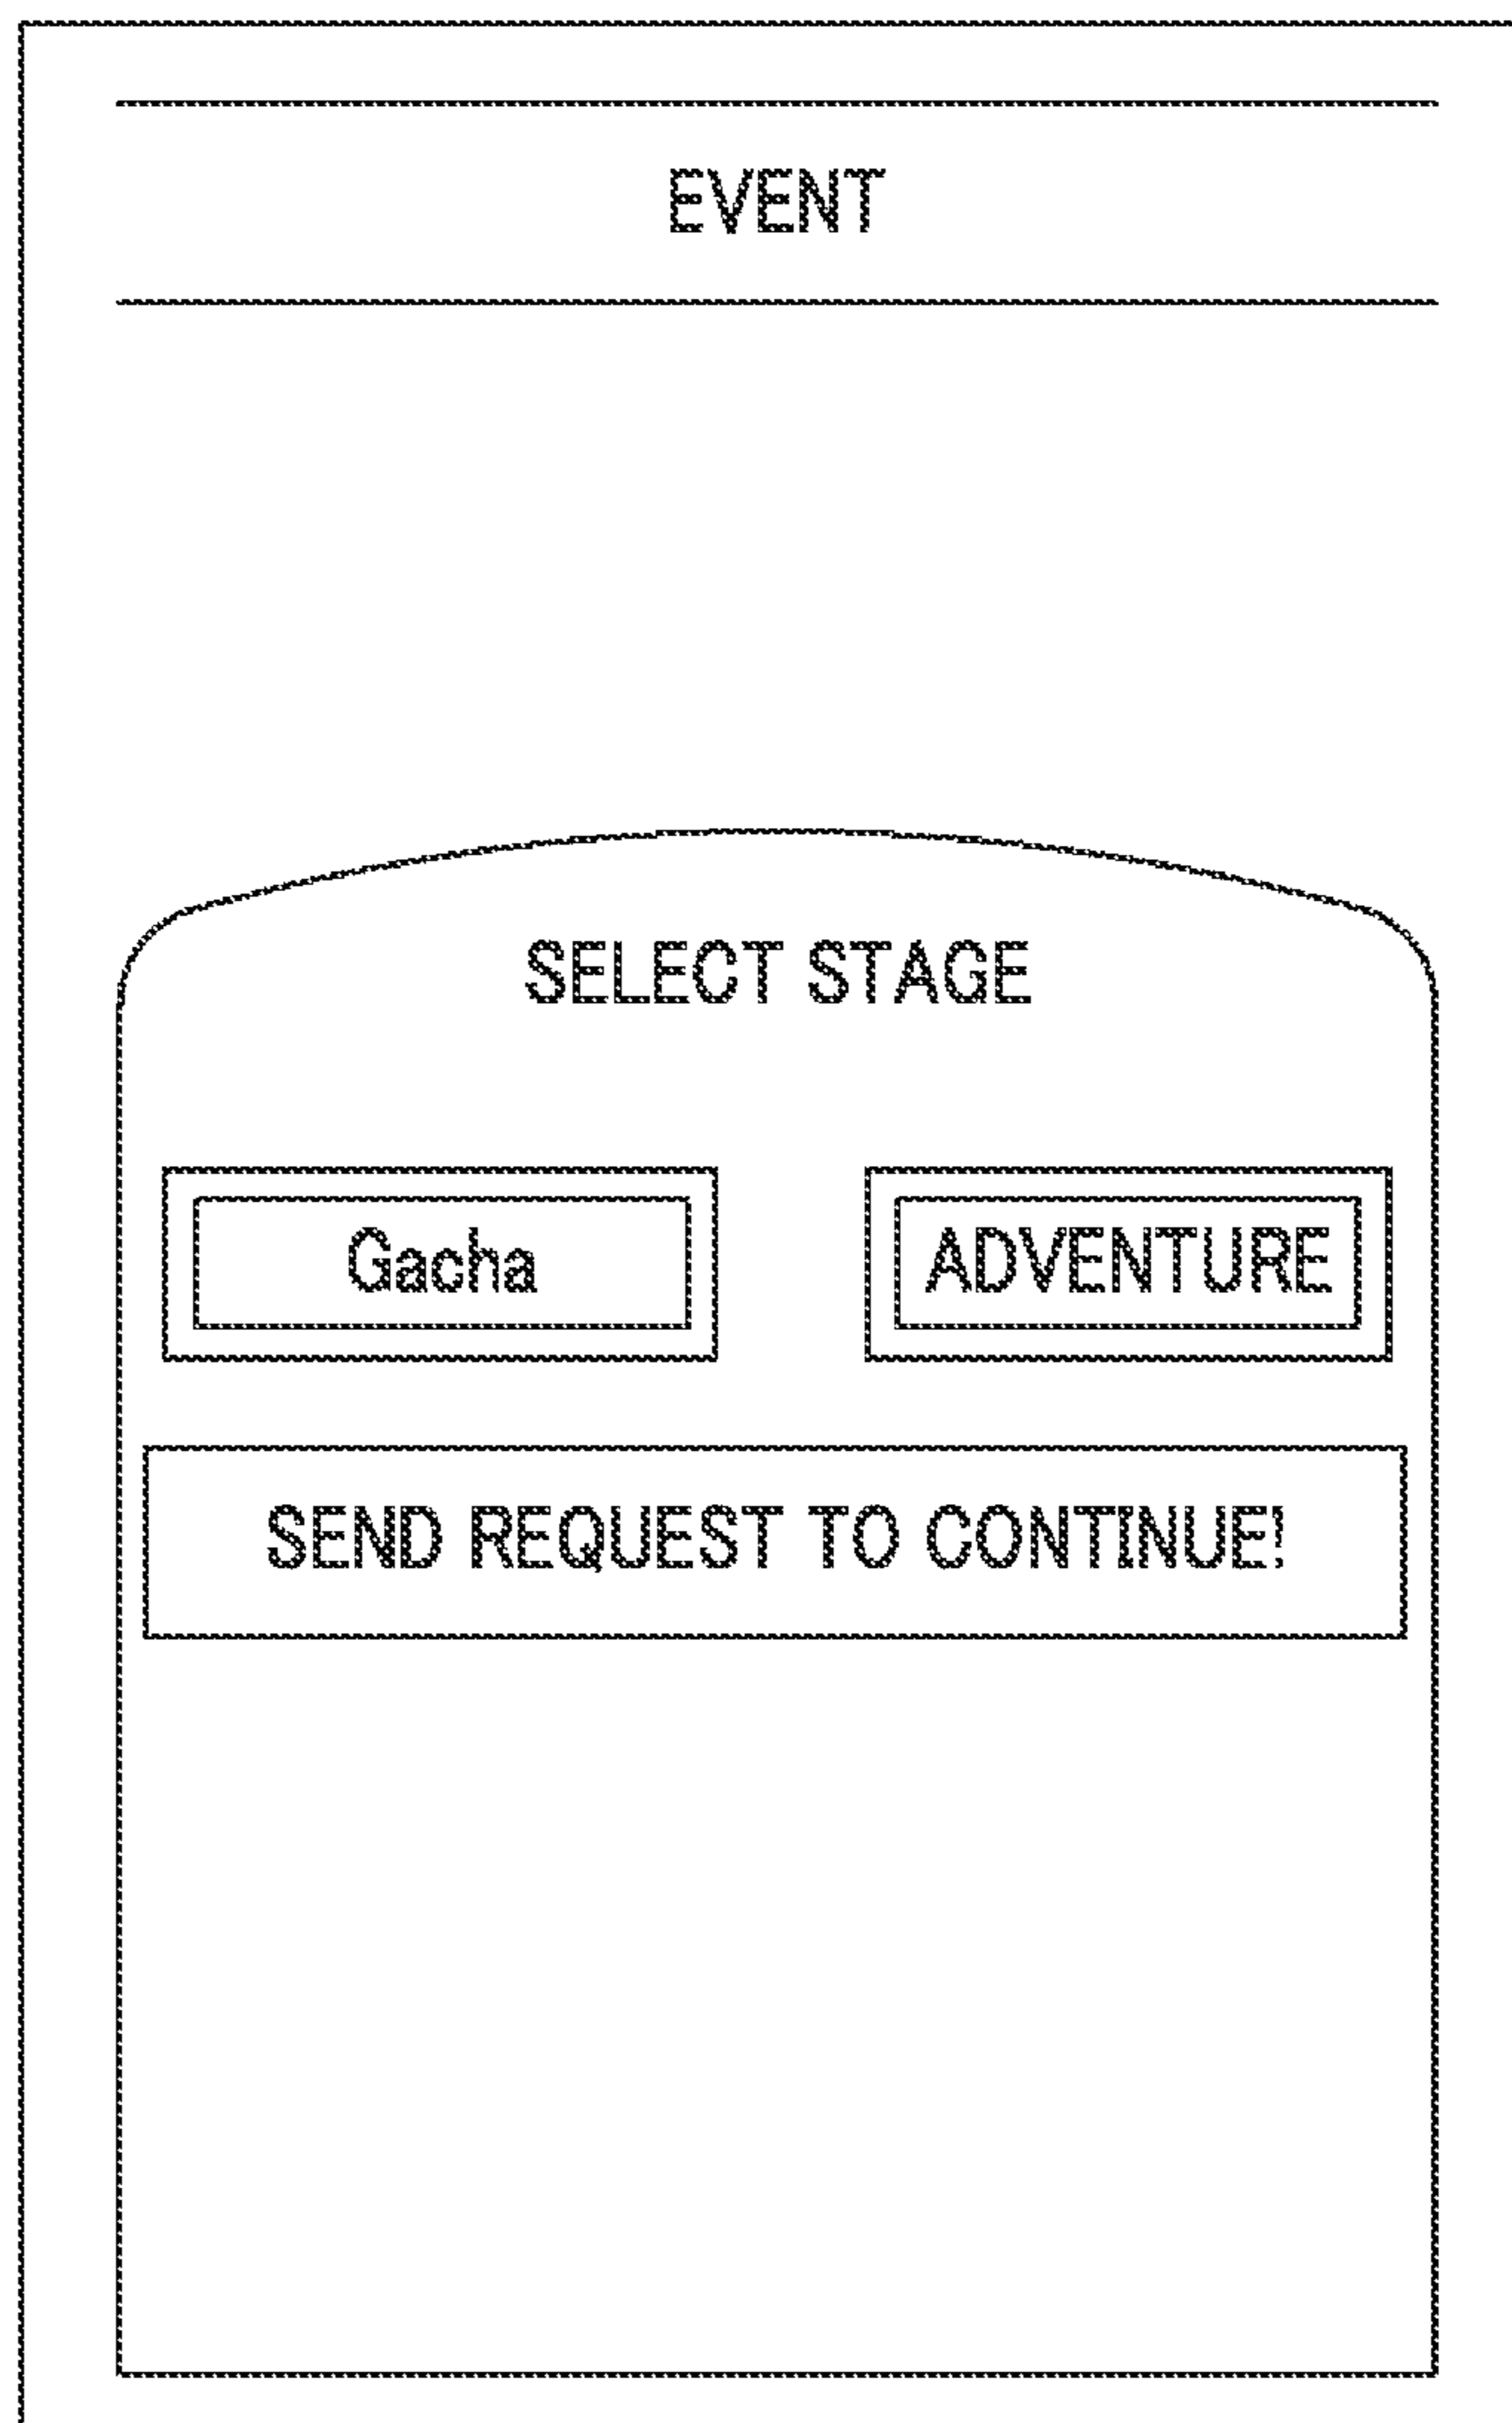 EVENT
SELECT STAGE
Gacha
ADVENTURE
SEND REQUEST TO CONTINUE!